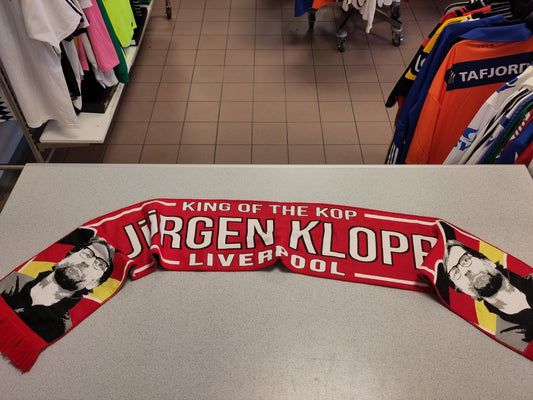 KING OF THE KOP
JÜRGEN KLOPP
LIVERPOOL
TAFJORD